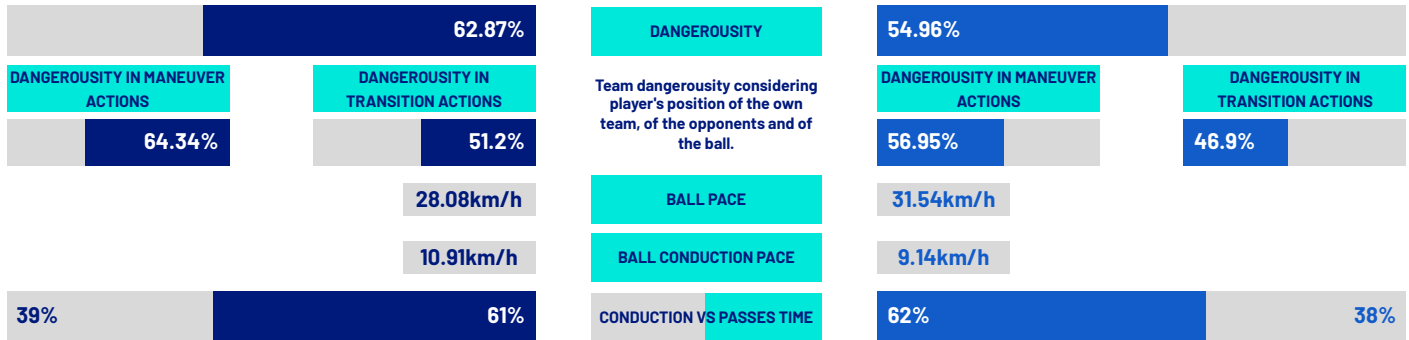 62.87%
DANGEROUSITY
54.96%
DANGEROUSITY IN MANEUVER
ACTIONS
DANGEROUSITY IN
TRANSITION ACTIONS
Team dangerousity considering
player's position of the own
team, of the opponents and of
the ball.
DANGEROUSITY IN MANEUVER
ACTIONS
DANGEROUSITY IN
TRANSITION ACTIONS
64.34%
51.2%
56.95%
46.9%
28.08km/h
BALL PACE
31.54km/h
10.91km/h
BALL CONDUCTION PACE
9.14km/h
39%
61%
CONDUCTION VS PASSES TIME
62%
38%